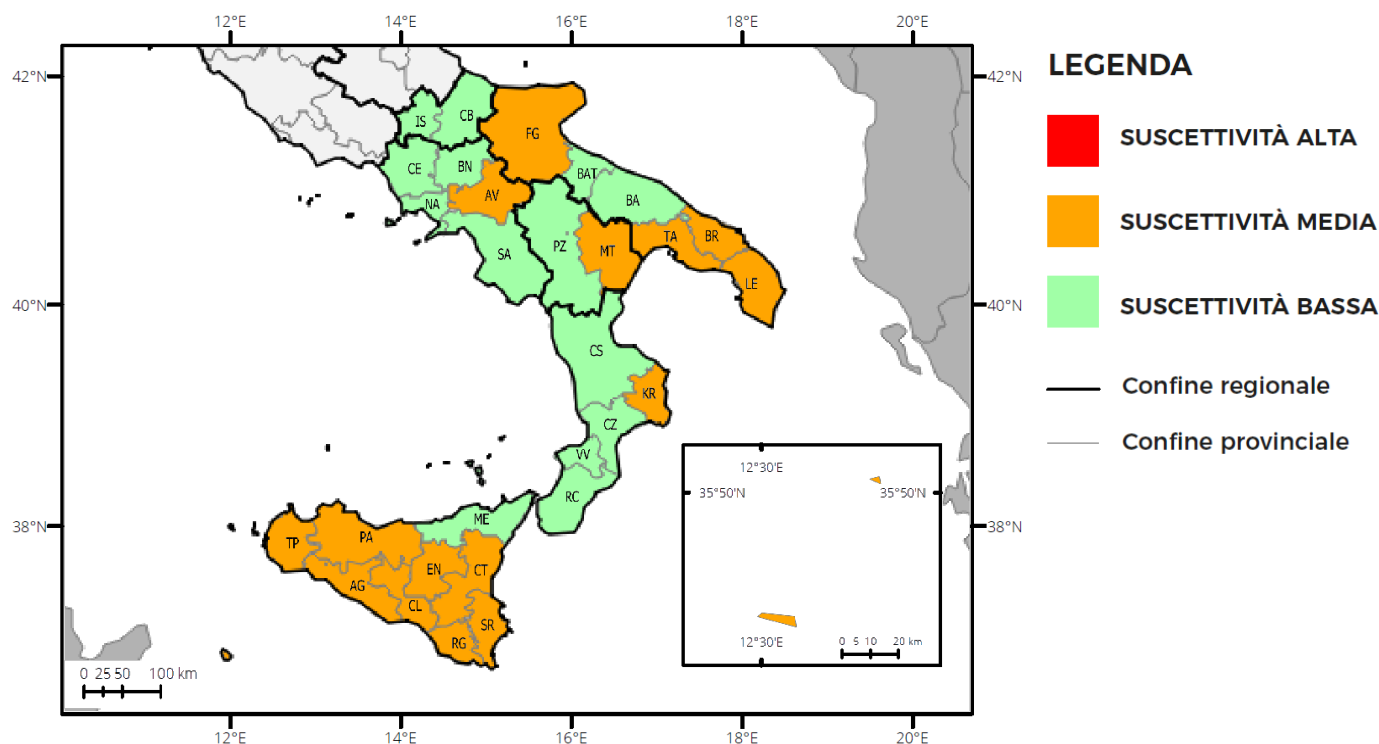 12°E 14°E 16°E 18°E 20°E
42°N 42°N
LEGENDA
SUSCETTIVITÀ ALTA
IS CB FG
CE BN BAT
AV BA
NA
SUSCETTIVITÀ MEDIA
SA PZ MT TA BR
LE
40°N 40°N
SUSCETTIVITÀ BASSA
CS
KR
Confine regionale
CZ
Confine provinciale
VV
RC
12°30'E
35°50'N 35°50'N
ME
38°N 38°N
TP PA
EN CT
AG
CL
SR
RG
12°30'E
0 5 10 20 km
0 25 50 100 km
12°E 14°E 16°E 18°E 20°E